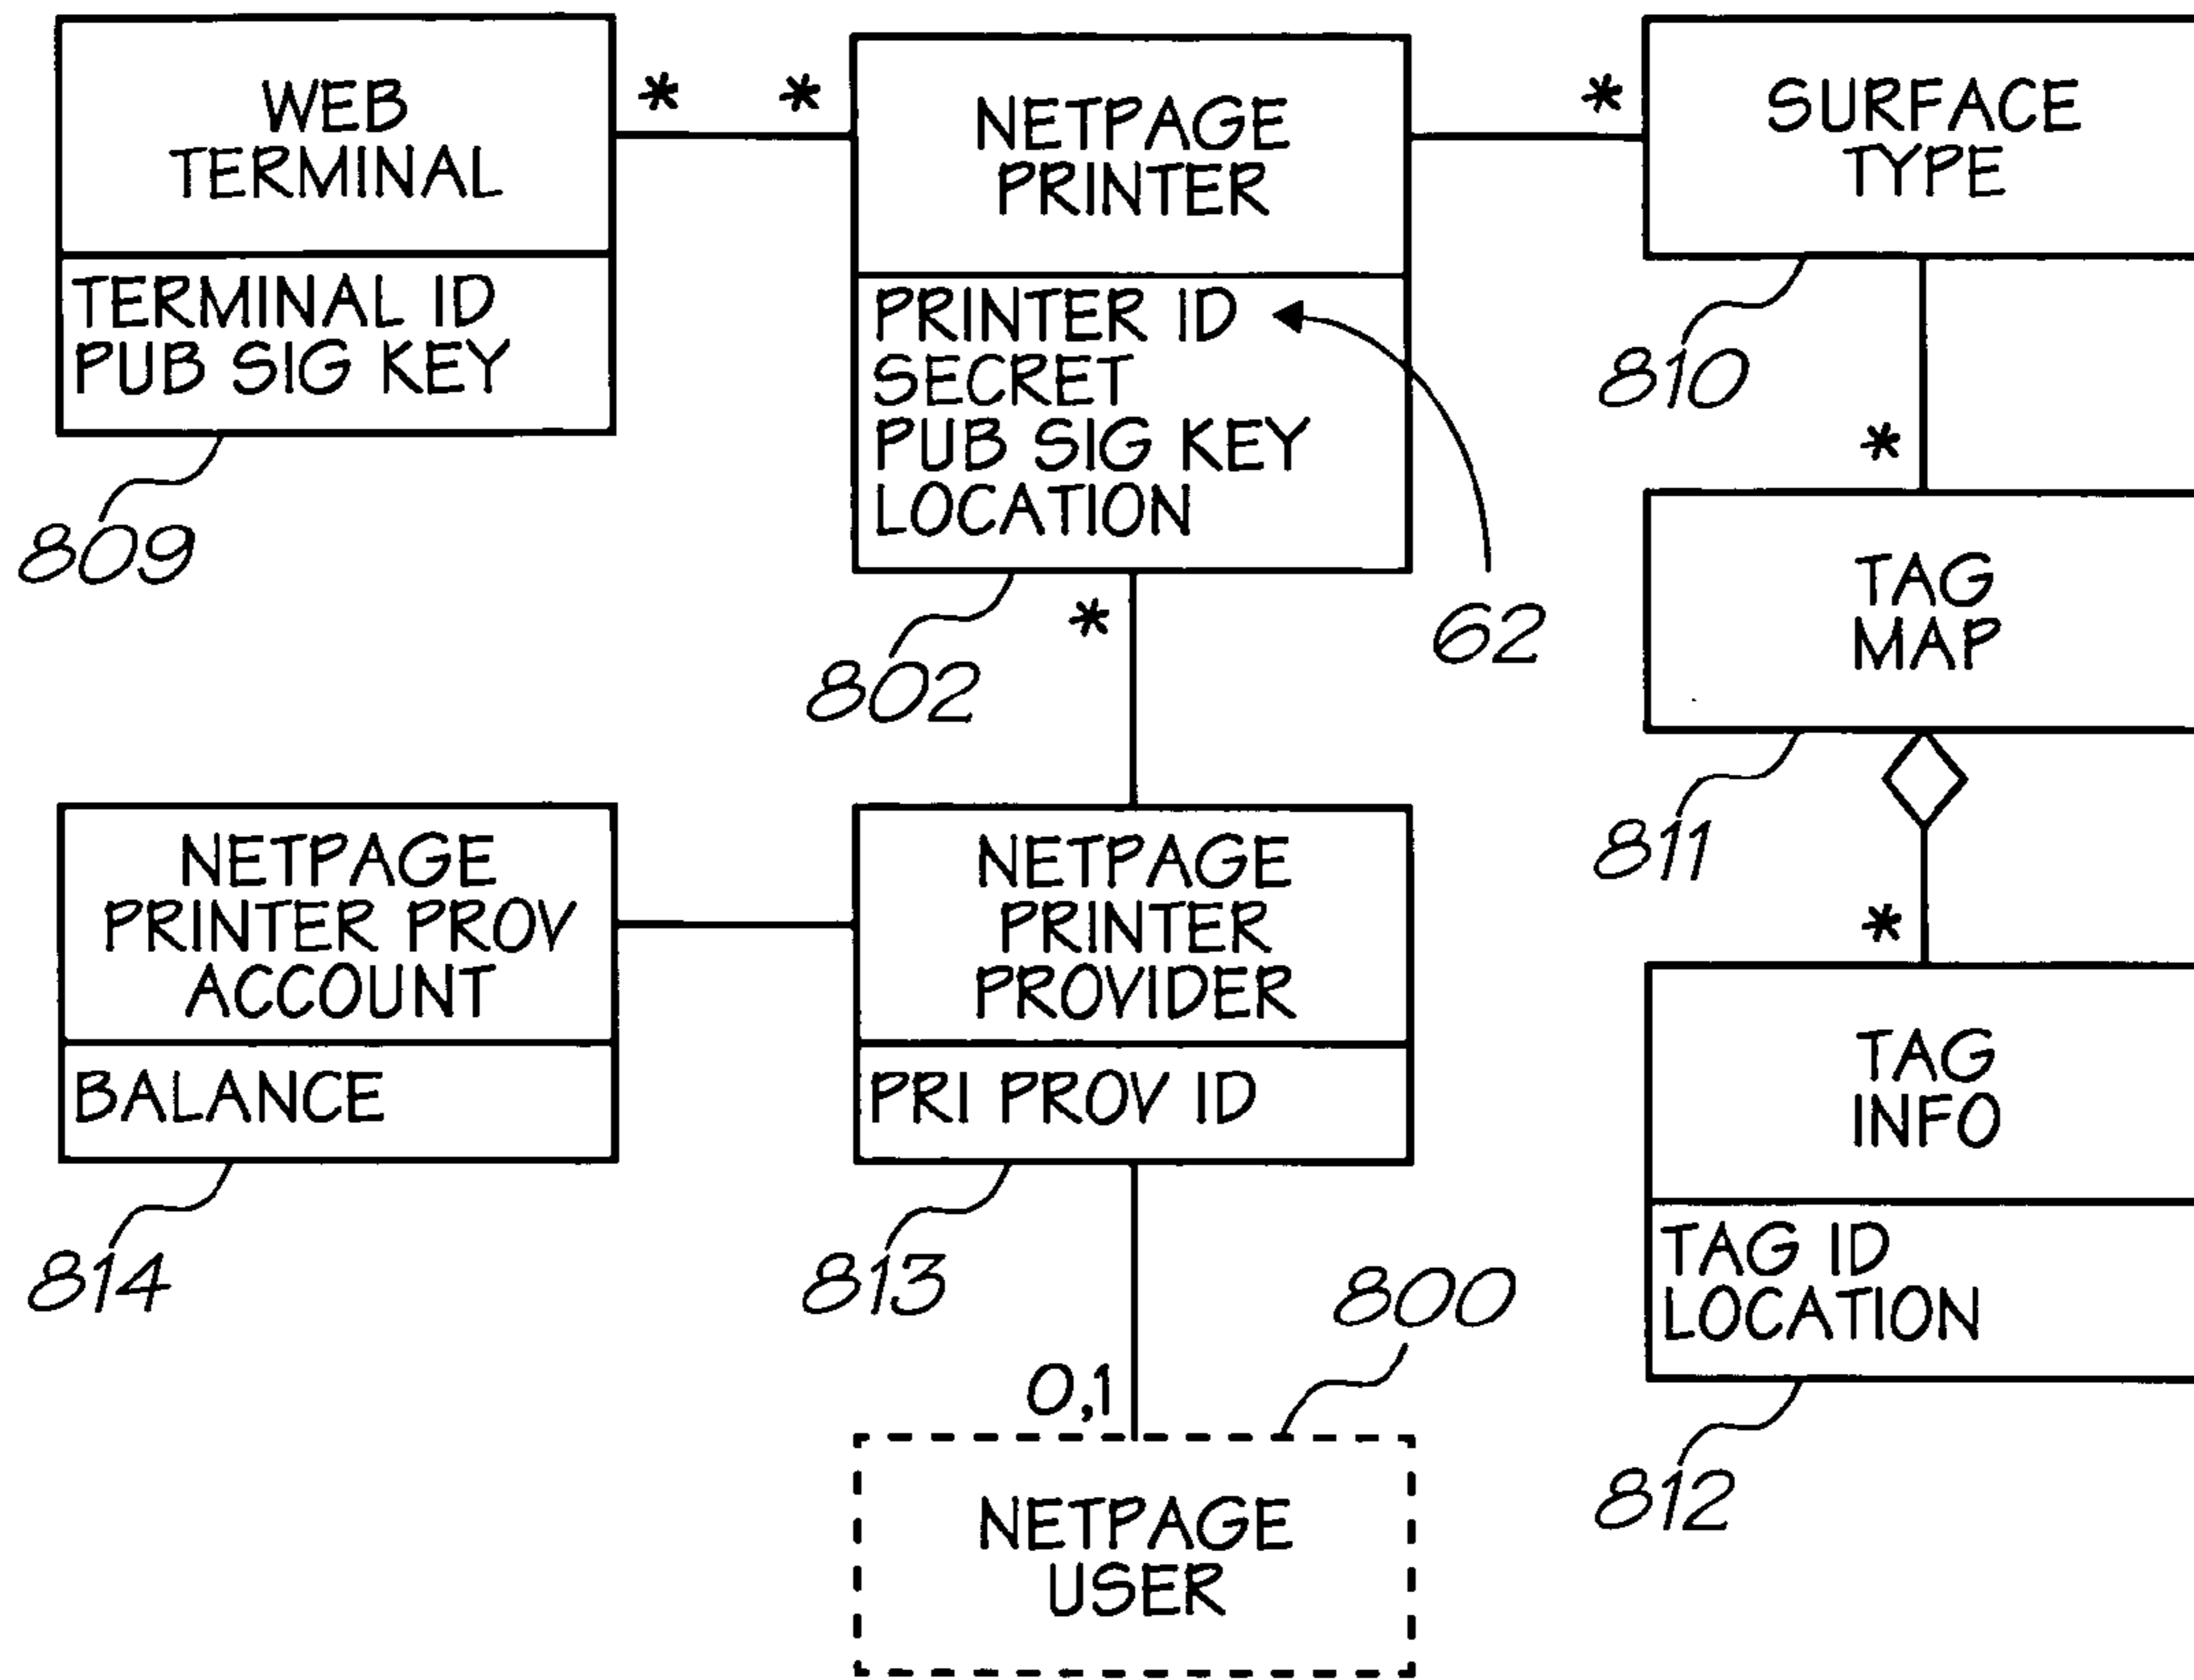 WEB
TERMINAL
TERMINAL ID
PUB SIG KEY
809
*
*
NETPAGE
PRINTER
PRINTER ID
SECRET
PUB SIG KEY
LOCATION
62
802
*
*
SURFACE
TYPE
810
*
TAG
MAP
811
*
TAG
INFO
TAG ID
LOCATION
812
NETPAGE
PRINTER PROV
ACCOUNT
BALANCE
814
NETPAGE
PRINTER
PROVIDER
PRI PROV ID
813
800
0,1
NETPAGE
USER